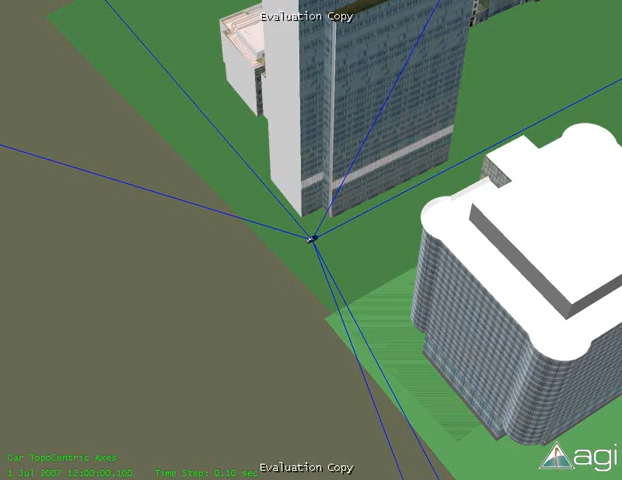 Evaluation Copy
Car TopoCentric Axes
1 Jul 2007 12:00:00.100 Time Step: 0.10 sec
Evaluation Copy
agi